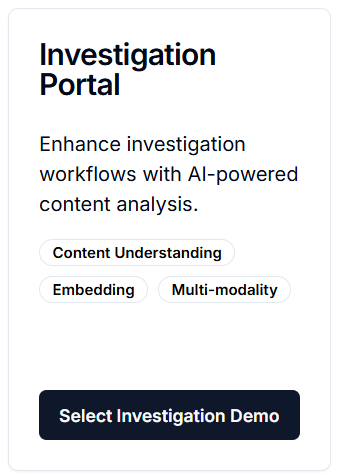 Investigation
Portal
Enhance investigation
workflows with AI-powered
content analysis.
Content Understanding
Embedding
Multi-modality
Select Investigation Demo